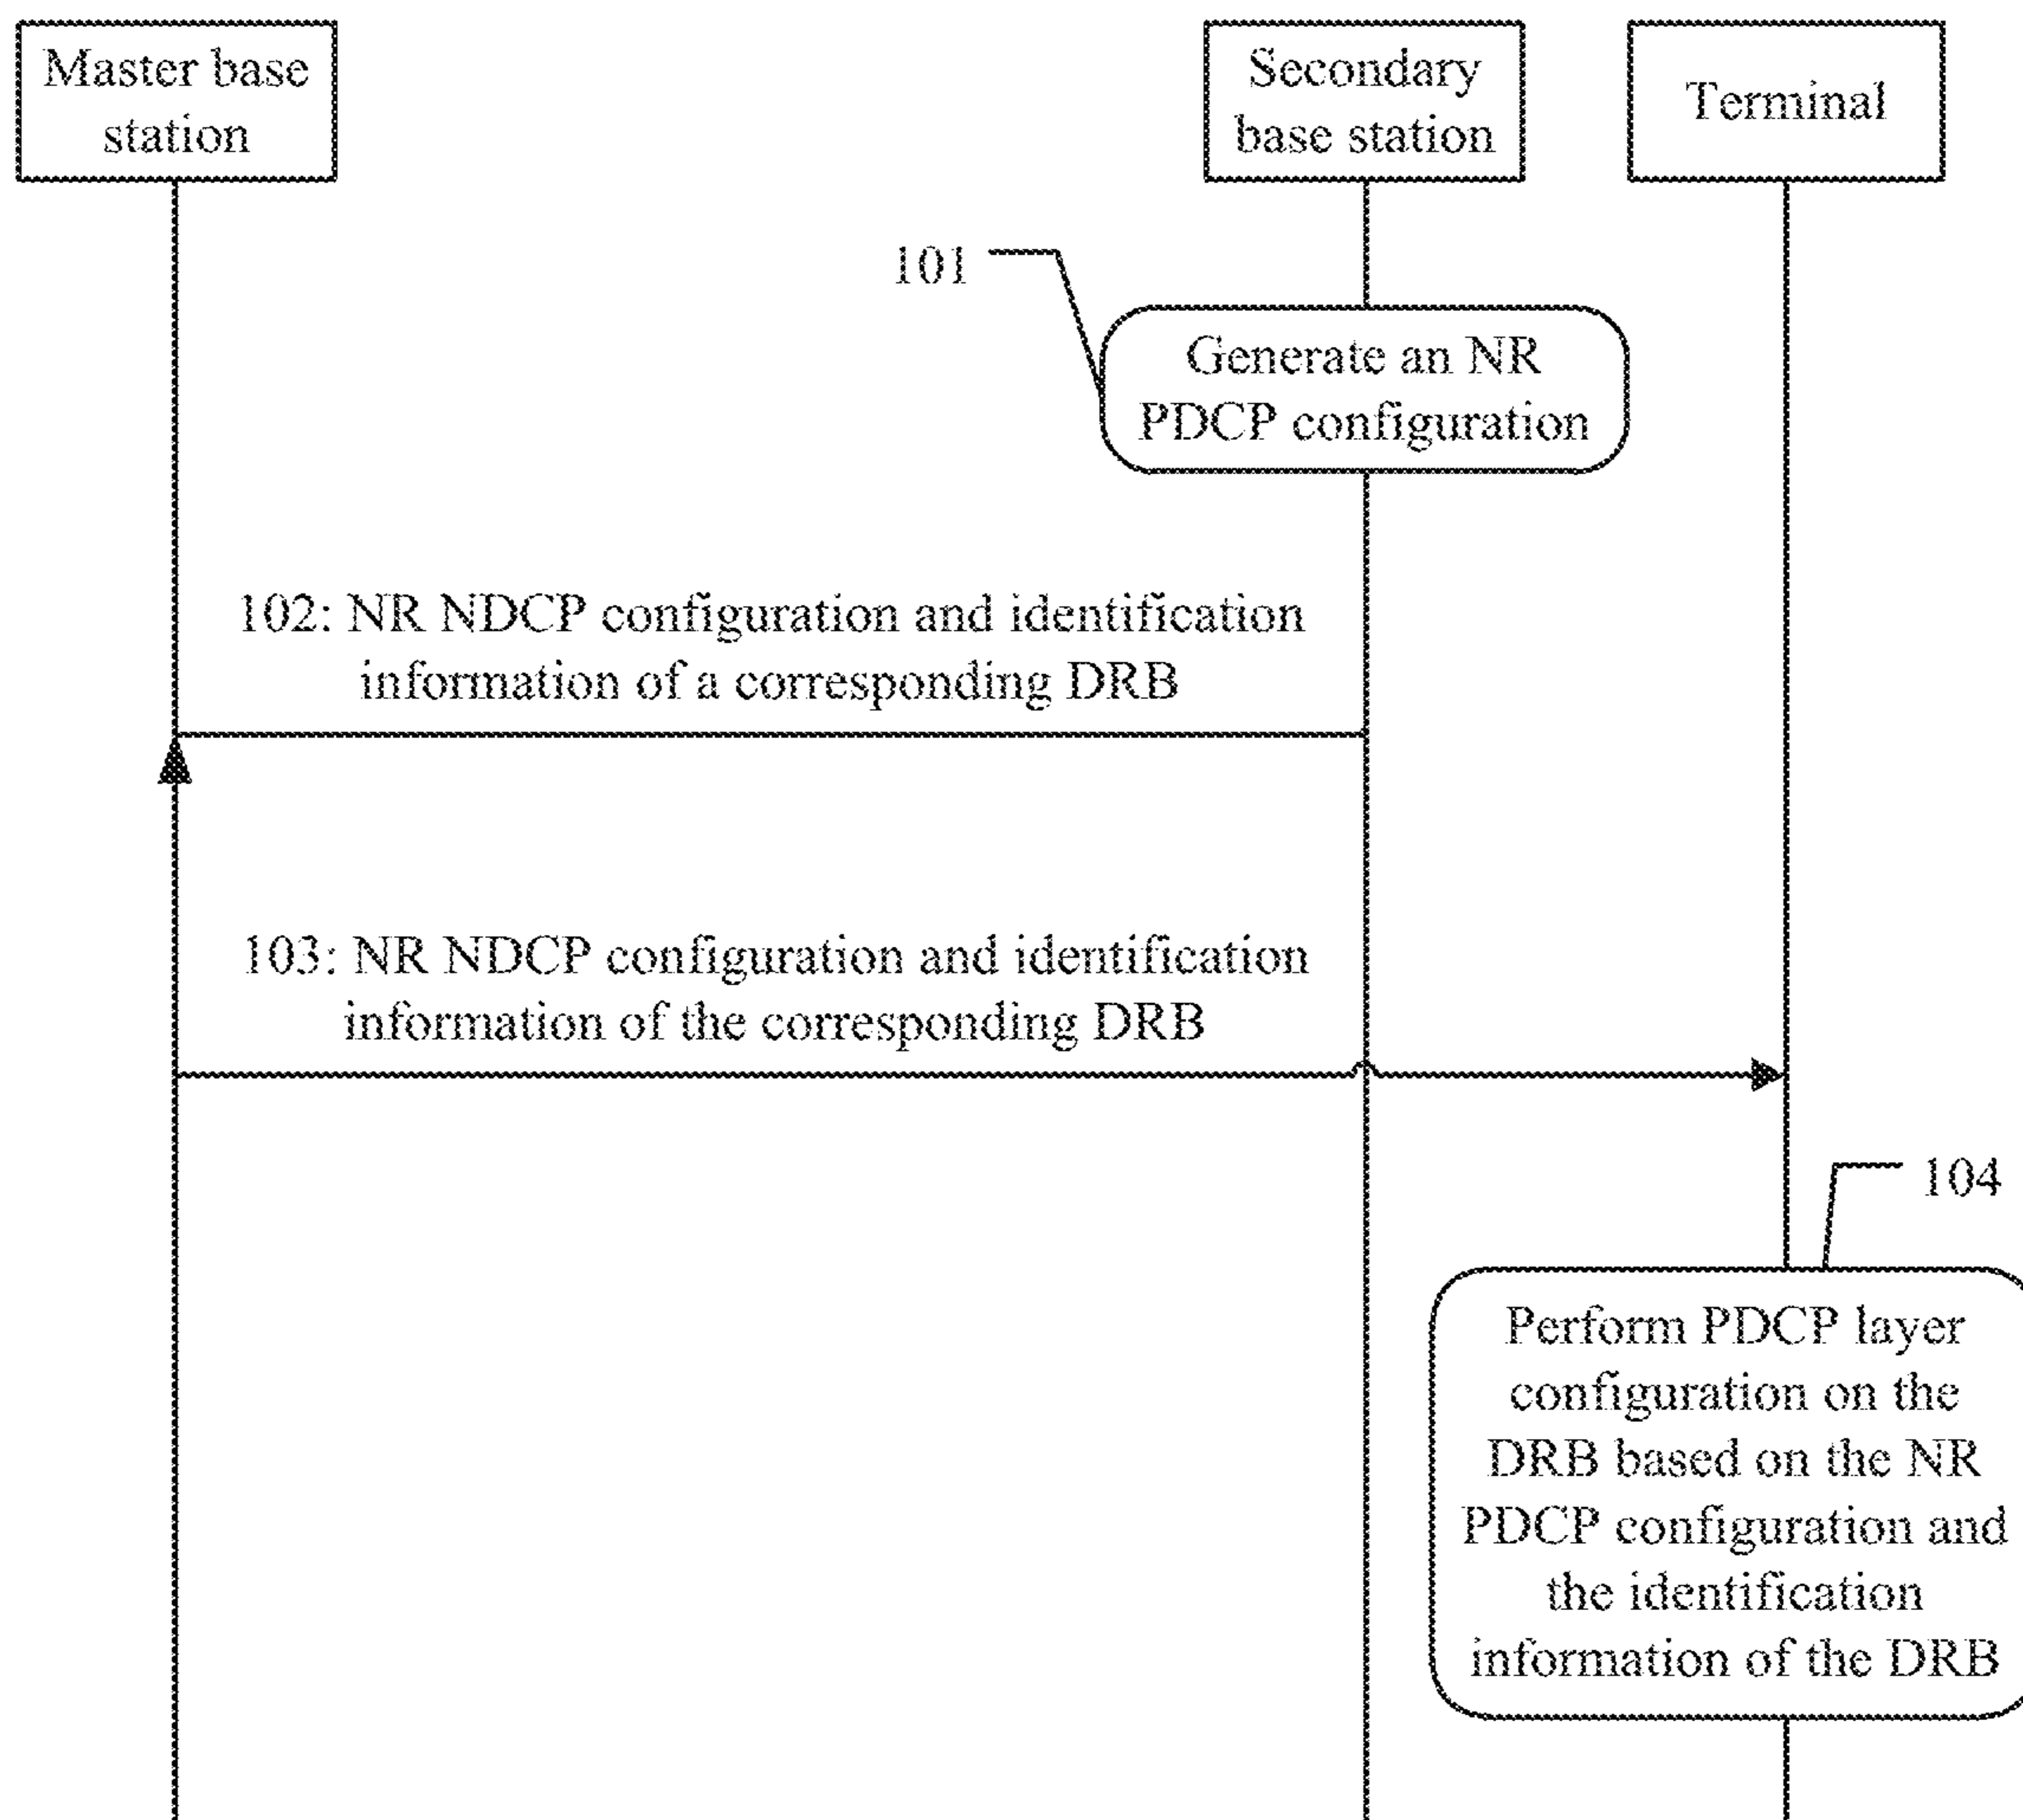 Master base
station
Secondary
base station
Terminal
101
Generate an NR
PDCP configuration
102: NR NDCP configuration and identification
information of a corresponding DRB
103: NR NDCP configuration and identification
information of the corresponding DRB
104
Perform PDCP layer
configuration on the
DRB based on the NR
PDCP configuration and
the identification
information of the DRB